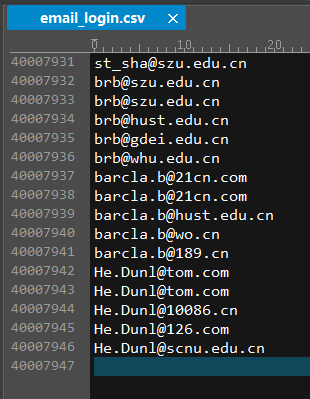 email_login.csv ×
0 10 20
40007931 st_sha@szu.edu.cn
40007932 brb@szu.edu.cn
40007933 brb@szu.edu.cn
40007934 brb@hust.edu.cn
40007935 brb@gdei.edu.cn
40007936 brb@whu.edu.cn
40007937 barcla.b@21cn.com
40007938 barcla.b@21cn.com
40007939 barcla.b@hust.edu.cn
40007940 barcla.b@wo.cn
40007941 barcla.b@189.cn
40007942 He.Dunl@tom.com
40007943 He.Dunl@tom.com
40007944 He.Dunl@10086.cn
40007945 He.Dunl@126.com
40007946 He.Dunl@scnu.edu.cn
40007947